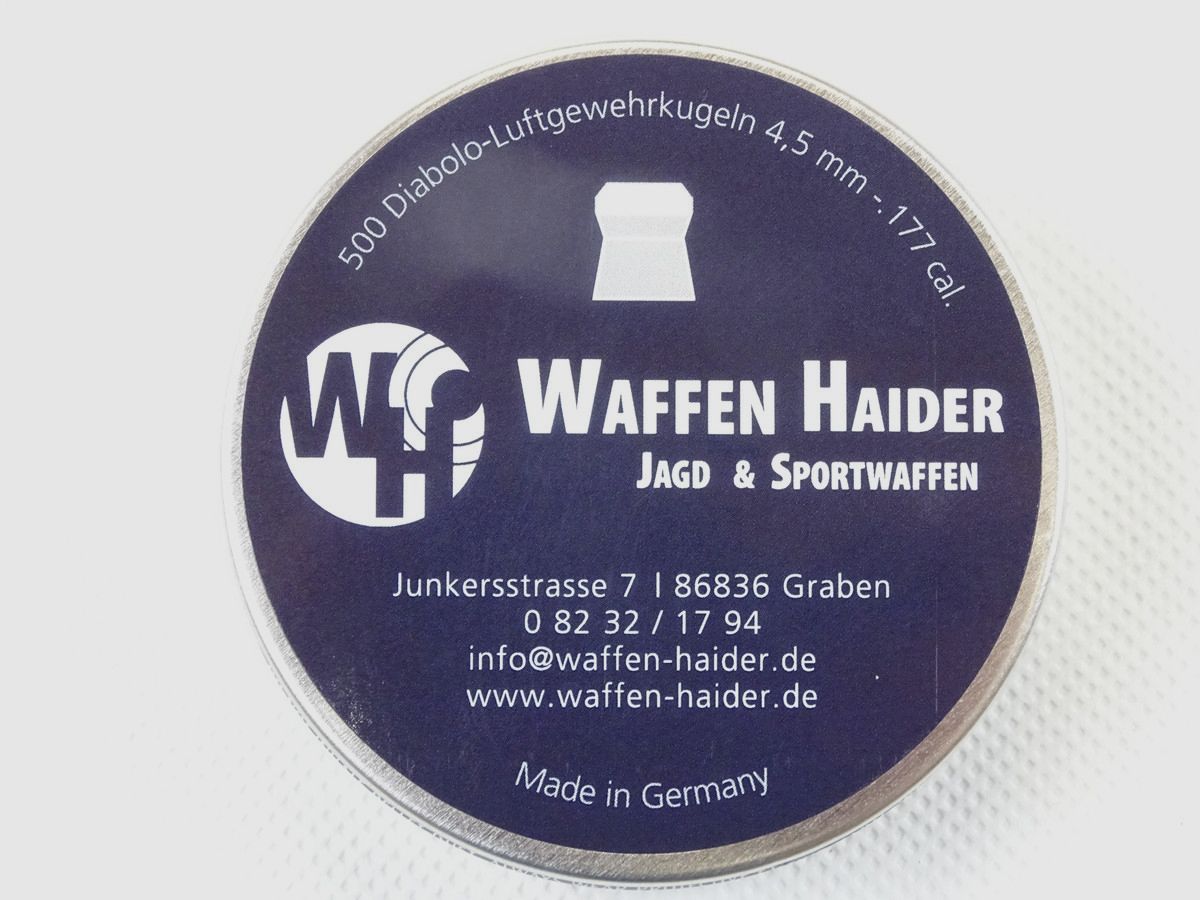 500 Diabolo-Luftgewehrkugeln 4,5 mm -.177 cal.
WH
WAFFEN HAIDER
JAGD & SPORTWAFFEN
Junkersstrasse 7 | 86836 Graben
0 82 32 / 17 94
info@waffen-haider.de
www.waffen-haider.de
Made in Germany